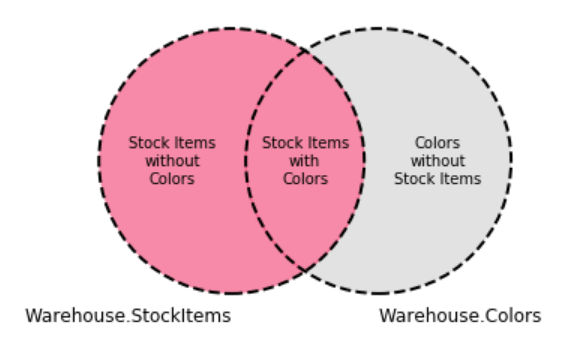 Stock Items
without
Colors
Stock Items
with
Colors
Colors
without
Stock Items
Warehouse.StockItems
Warehouse.Colors